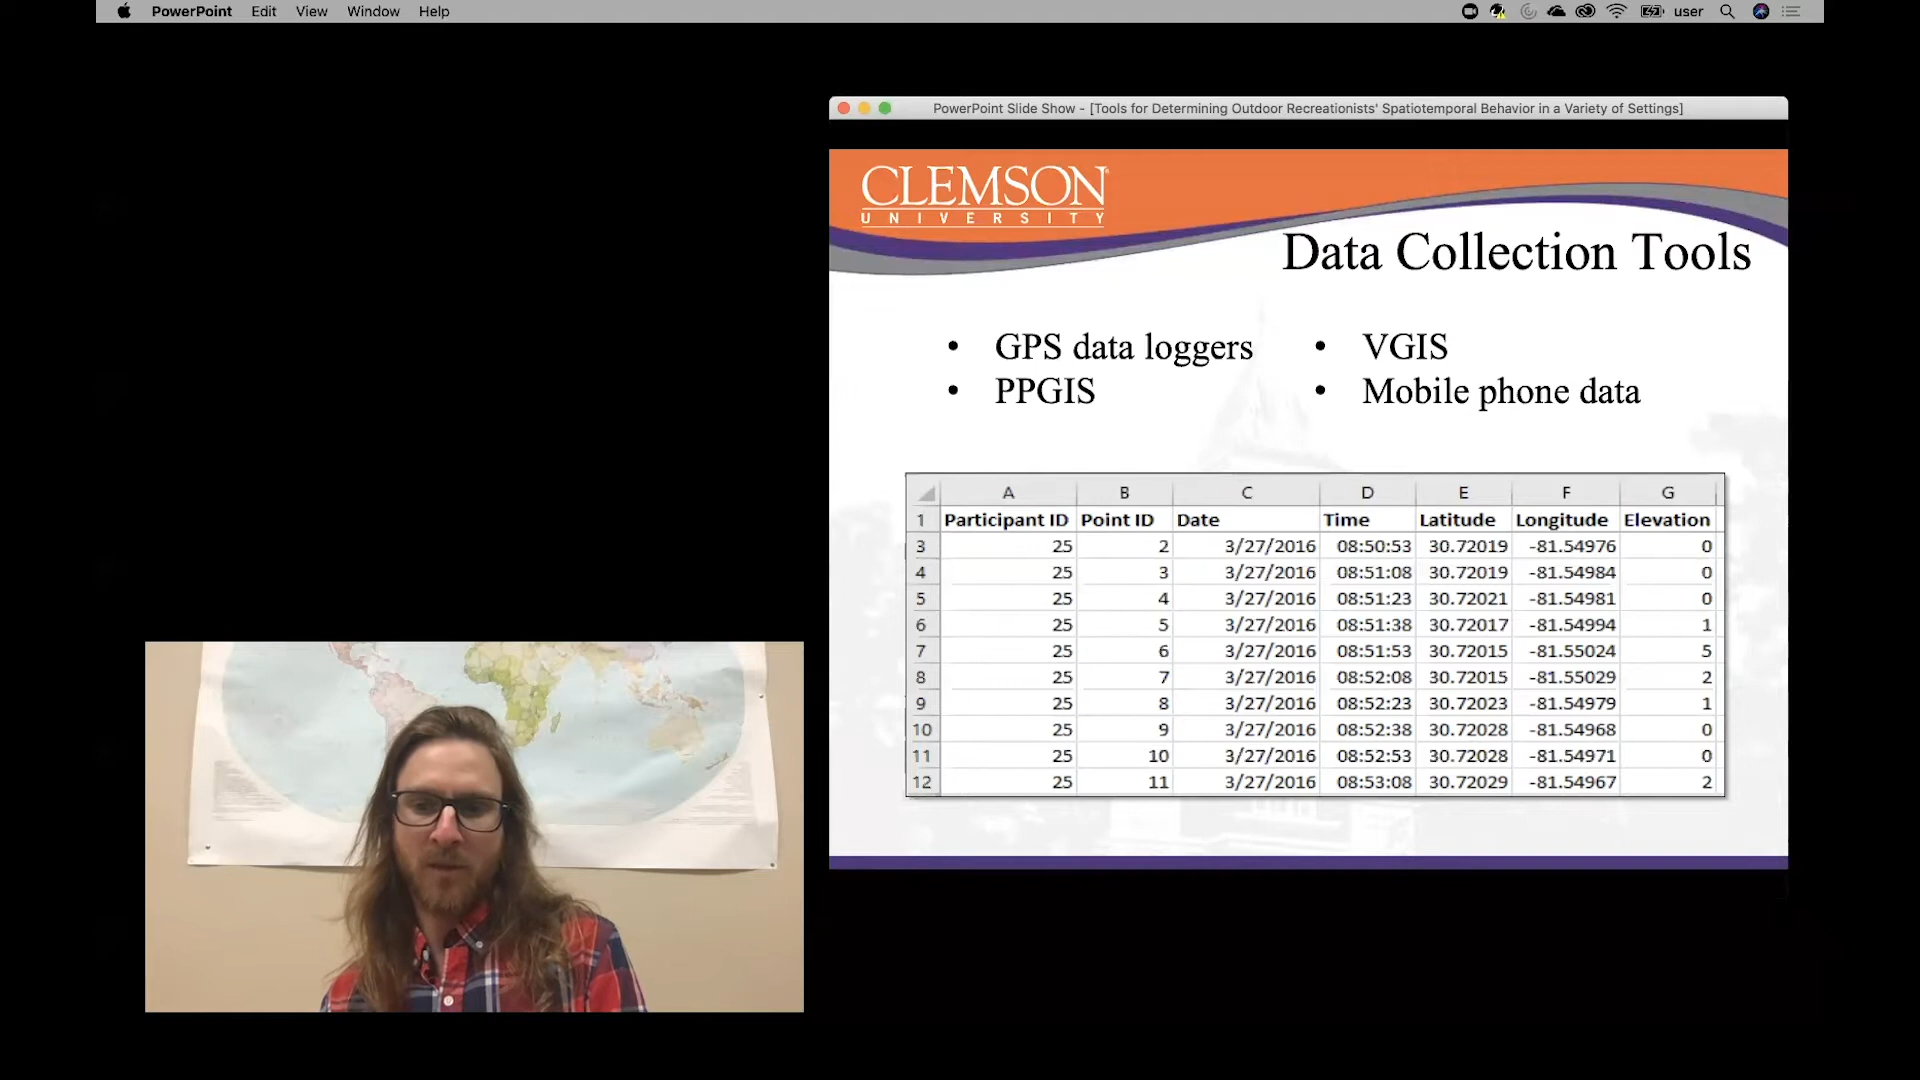 PowerPoint Edit View Window Help user
PowerPoint Slide Show - [Tools for Determining Outdoor Recreationists' Spatiotemporal Behavior in a Variety of Settings]
CLEMSON
UNIVERSITY
Data Collection Tools
• GPS data loggers
• PPGIS
• VGIS
• Mobile phone data
A B C D E F G
1 Participant ID Point ID Date Time Latitude Longitude Elevation
3 25 2 3/27/2016 08:50:53 30.72019 -81.54976 0
4 25 3 3/27/2016 08:51:08 30.72019 -81.54984 0
5 25 4 3/27/2016 08:51:23 30.72021 -81.54981 0
6 25 5 3/27/2016 08:51:38 30.72017 -81.54994 1
7 25 6 3/27/2016 08:51:53 30.72015 -81.55024 5
8 25 7 3/27/2016 08:52:08 30.72015 -81.55029 2
9 25 8 3/27/2016 08:52:23 30.72023 -81.54979 1
10 25 9 3/27/2016 08:52:38 30.72028 -81.54968 0
11 25 10 3/27/2016 08:52:53 30.72028 -81.54971 0
12 25 11 3/27/2016 08:53:08 30.72029 -81.54967 2